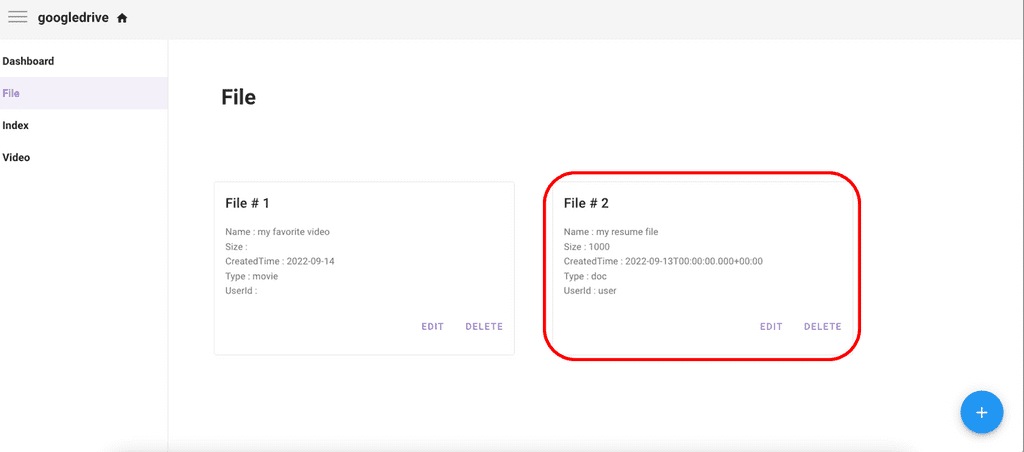 googledrive
Dashboard
File
Index
Video
File
File # 1
Name : my favorite video
Size :
CreatedTime : 2022-09-14
Type : movie
UserId :
EDIT DELETE
File # 2
Name : my resume file
Size : 1000
CreatedTime : 2022-09-13T00:00:00.000+00:00
Type : doc
UserId : user
EDIT DELETE
+